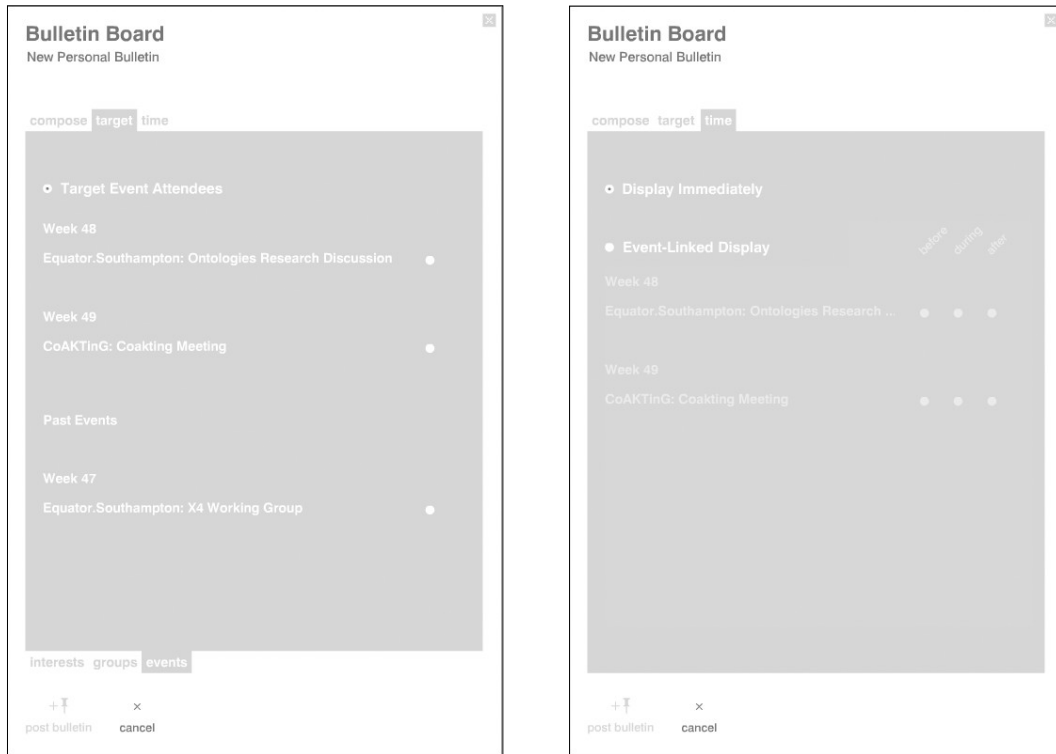 Bulletin Board
New Personal Bulletin
compose target time
Target Event Attendees
Week 48
Equator.Southampton: Ontologies Research Discussion
Week 49
CoAKTinG: Coakting Meeting
Past Events
Week 47
Equator.Southampton: X4 Working Group
interests groups events
post bulletin cancel
Bulletin Board
New Personal Bulletin
compose target time
Display Immediately
Event-Linked Display before during after
Week 48
Equator.Southampton: Ontologies Research ..
Week 49
CoAKTinG: Coakting Meeting
post bulletin cancel